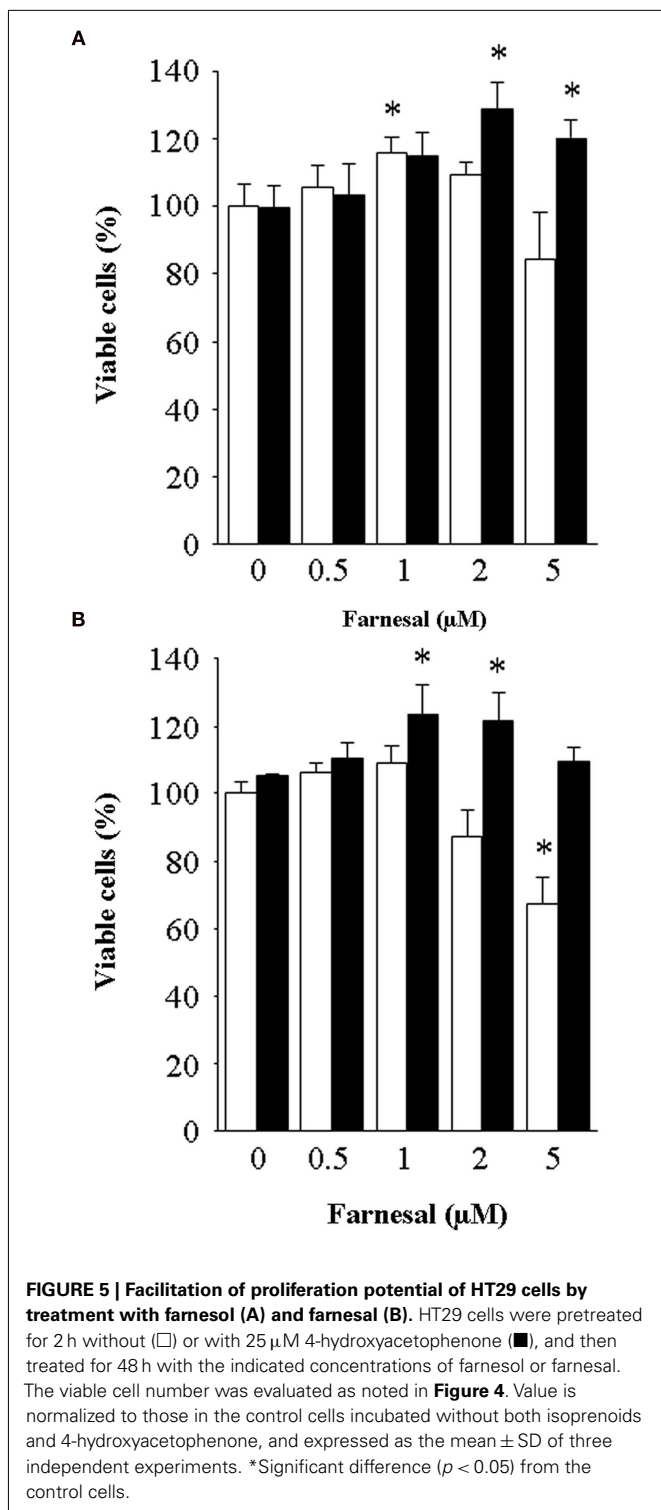 A
140
120
100
80
60
40
20
0
Viable cells (%)
* * *
0 0.5 1 2 5
Farnesal (µM)
B
140
120
100
80
60
40
20
0
Viable cells (%)
* * *
0 0.5 1 2 5
Farnesal (µM)
FIGURE 5 | Facilitation of proliferation potential of HT29 cells by
treatment with farnesol (A) and farnesal (B). HT29 cells were pretreated
for 2 h without (□) or with 25 µM 4-hydroxyacetophenone (■), and then
treated for 48 h with the indicated concentrations of farnesol or farnesal.
The viable cell number was evaluated as noted in Figure 4. Value is
normalized to those in the control cells incubated without both isoprenoids
and 4-hydroxyacetophenone, and expressed as the mean ± SD of three
independent experiments. *Significant difference (p < 0.05) from the
control cells.